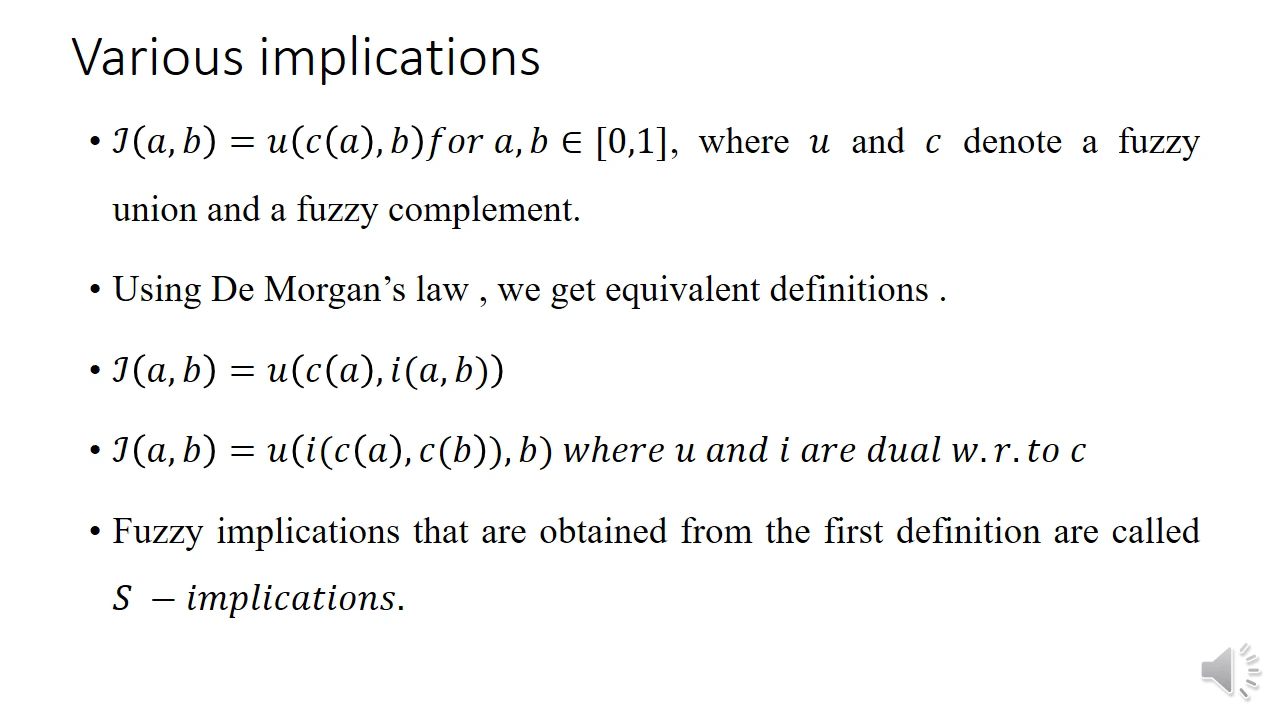 Various implications
• ℐ(a, b) = u(c(a), b) for a, b ∈ [0,1], where u and c denote a fuzzy
union and a fuzzy complement.
• Using De Morgan’s law , we get equivalent definitions .
• ℐ(a, b) = u(c(a), i(a, b))
• ℐ(a, b) = u(i(c(a), c(b)), b) where u and i are dual w. r. to c
• Fuzzy implications that are obtained from the first definition are called
S − implications.